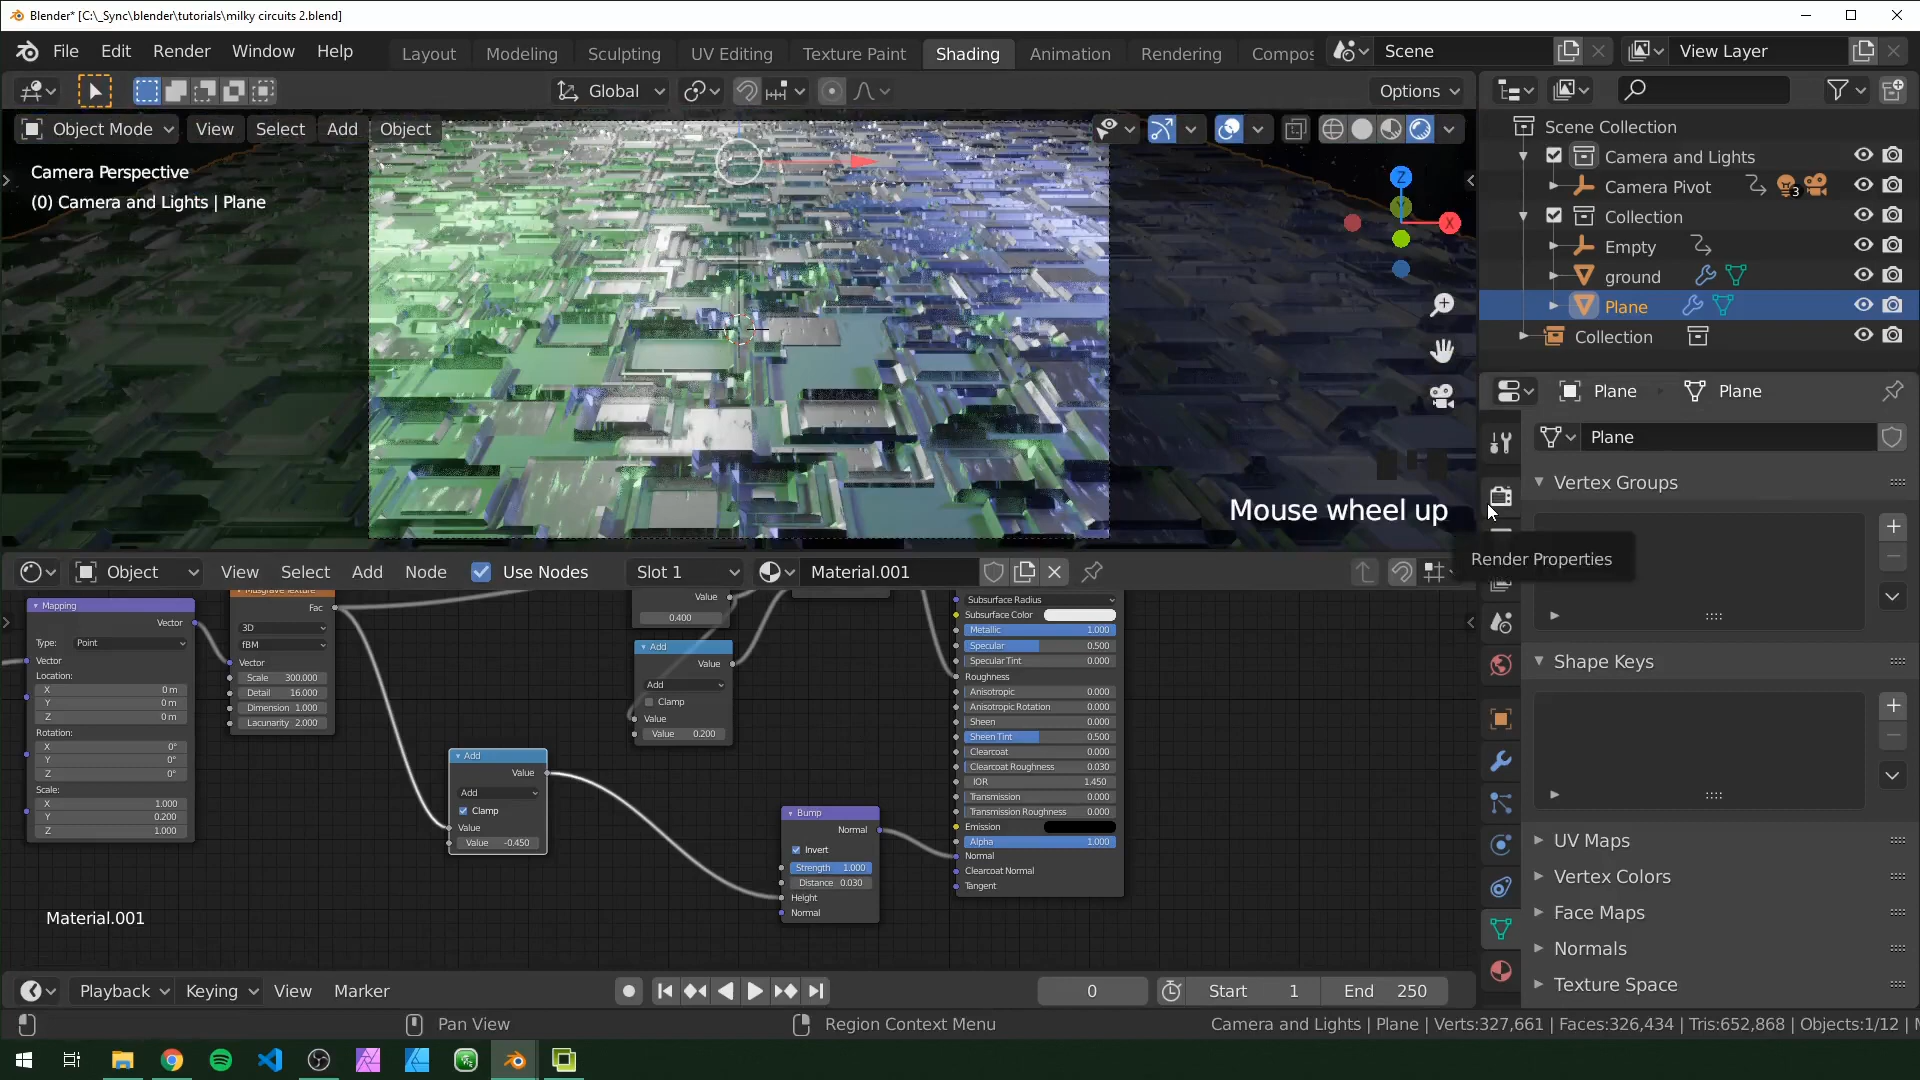 Blender* [C:\_Sync\blender\tutorials\milky circuits 2.blend]
File Edit Render Window Help
Layout Modeling Sculpting UV Editing Texture Paint Shading Animation Rendering Compos
Scene
View Layer
Global
Options
Object Mode View Select Add Object
Camera Perspective
(0) Camera and Lights | Plane
Z
X
Mouse wheel up
Scene Collection
Camera and Lights
Camera Pivot
3
Collection
Empty
ground
Plane
Collection
Plane Plane
Plane
Vertex Groups
Render Properties
Shape Keys
UV Maps
Vertex Colors
Face Maps
Normals
Texture Space
Object View Select Add Node Use Nodes Slot 1 Material.001
Mapping
Vector
Type: Point
Vector
Location:
X 0 m
Y 0 m
Z 0 m
Rotation:
X 0°
Y 0°
Z 0°
Scale:
X 1.000
Y 0.200
Z 1.000
Musgrave Texture
Fac
3D
fBM
Vector
Scale 300.000
Detail 16.000
Dimension 1.000
Lacunarity 2.000
Add
Value
Add
Clamp
Value
Value -0.450
Value
0.400
Add
Value
Add
Clamp
Value
Value 0.200
Bump
Normal
Invert
Strength 1.000
Distance 0.030
Height
Normal
Subsurface Radius
Subsurface Color
Metallic 1.000
Specular 0.500
Specular Tint 0.000
Roughness
Anisotropic 0.000
Anisotropic Rotation 0.000
Sheen 0.000
Sheen Tint 0.500
Clearcoat 0.000
Clearcoat Roughness 0.030
IOR 1.450
Transmission 0.000
Transmission Roughness 0.000
Emission
Alpha 1.000
Normal
Clearcoat Normal
Tangent
Material.001
Playback Keying View Marker
0
Start 1
End 250
Pan View
Region Context Menu
Camera and Lights | Plane | Verts:327,661 | Faces:326,434 | Tris:652,868 | Objects:1/12 |